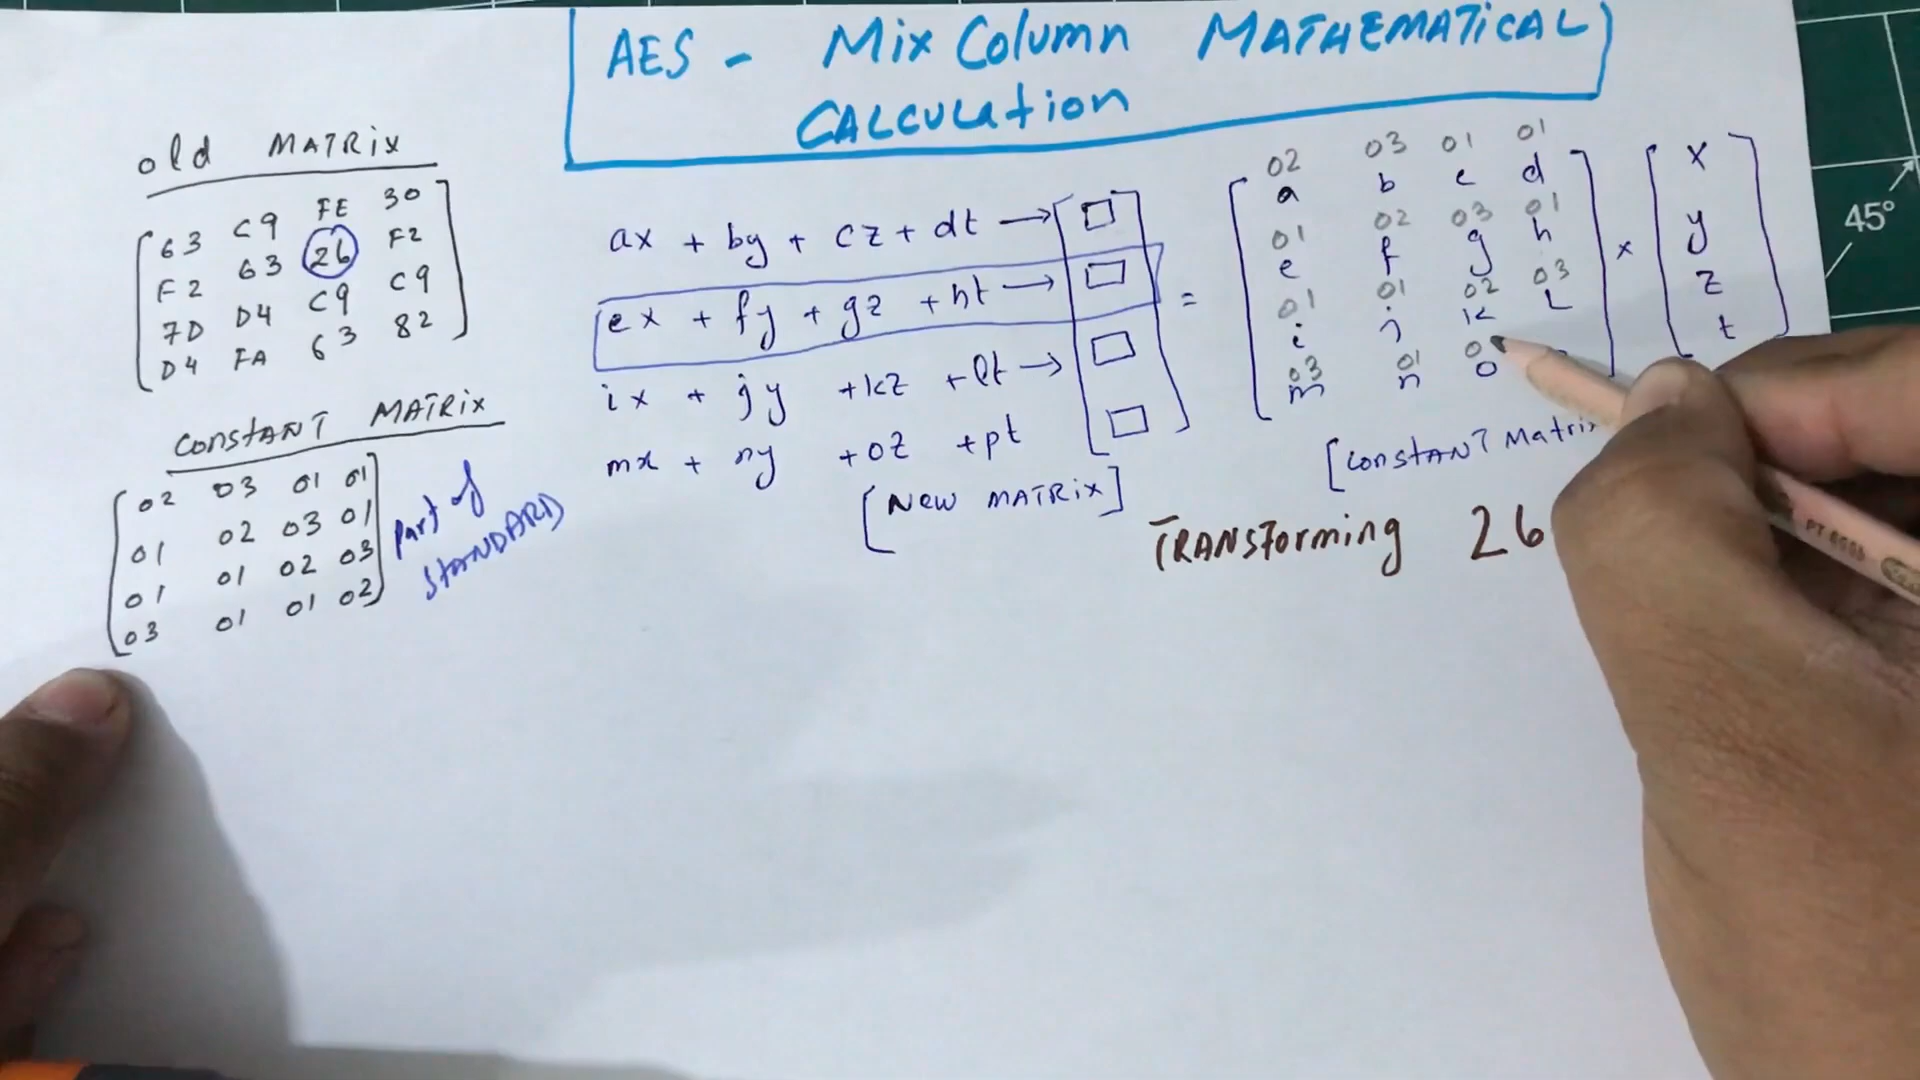 AES - Mix Column MATHEMATICAL
CALCULation
old MATRix
63 C9 FE 30
F2 63 26 F2
7D D4 C9 C9
D4 FA 63 82
CONSTANT MATRix
02 03 01 01
01 02 03 01
01 01 02 03
03 01 01 02
Part of
STANDARD
ax + by + cz + dt →
ex + fy + gz + ht →
ix + jy + kz + lt →
mx + ny + oz + pt
[New MATRix]
=
02 03 01 01
a b c d
01 02 03 01
e f g h
01 01 02 03
i j k L
03 01 0
m n o
×
x
y
z
t
[CONSTANT Matrix
TRANSforming 26
45°